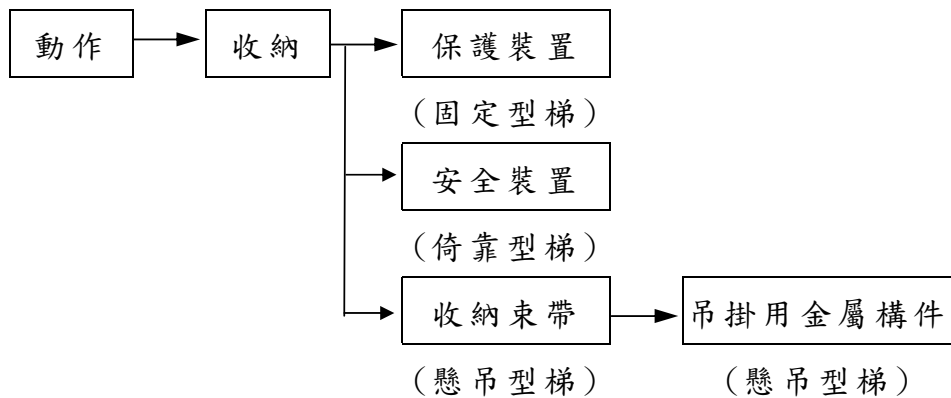 動作 收納 保護裝置
(固定型梯)
安全裝置
(倚靠型梯)
收納束帶 吊掛用金屬構件
(懸吊型梯) (懸吊型梯)